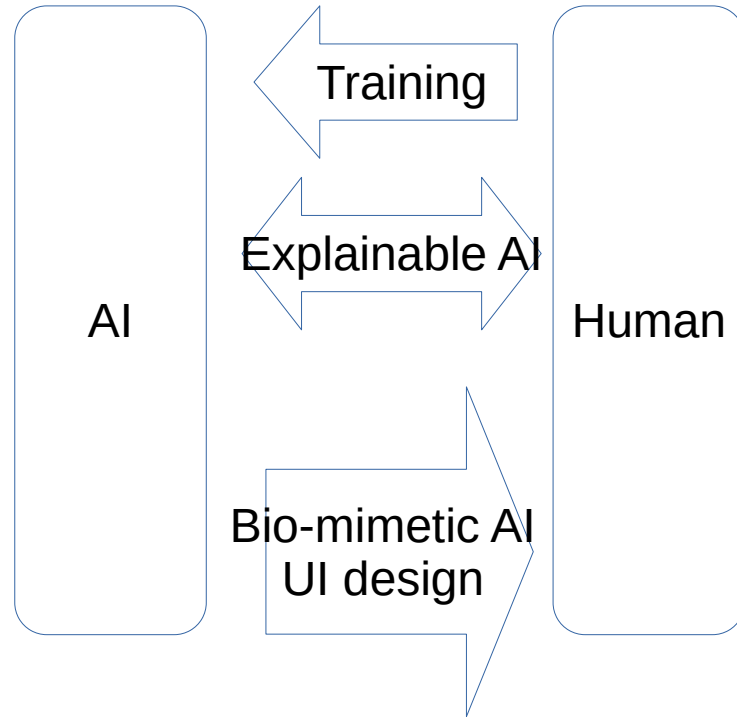 Training
Explainable AI
AI
Human
Bio-mimetic AI
UI design